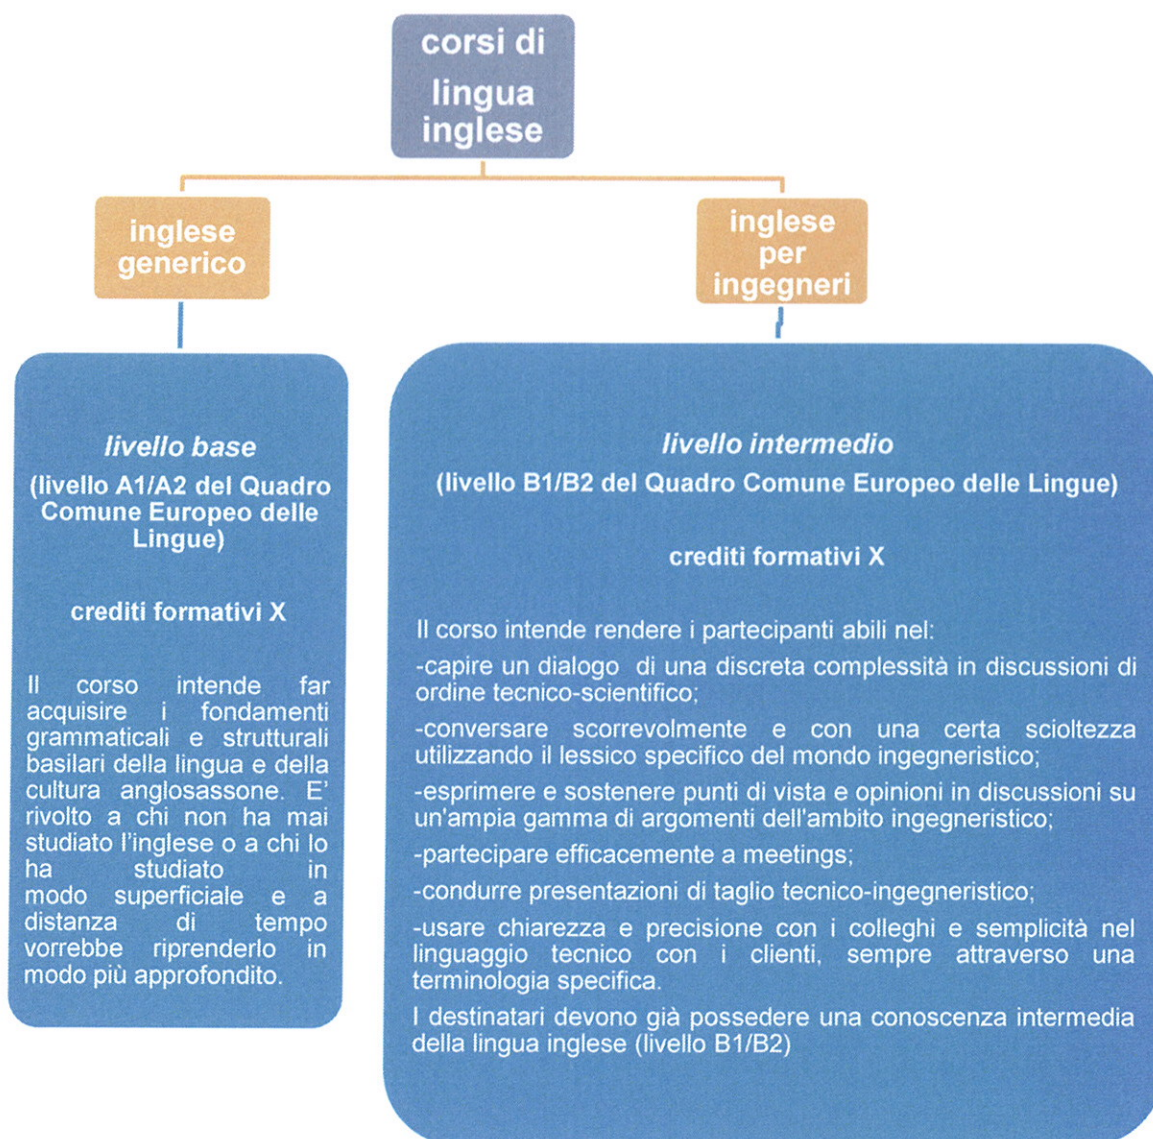 corsi di
lingua
inglese
inglese
generico
inglese
per
ingegneri
livello base
(livello A1/A2 del Quadro
Comune Europeo delle
Lingue)
crediti formativi X
Il corso intende far
acquisire i fondamenti
grammaticali e strutturali
basilari della lingua e della
cultura anglosassone. E'
rivolto a chi non ha mai
studiato l'inglese o a chi lo
ha studiato in
modo superficiale e a
distanza di tempo
vorrebbe riprenderlo in
modo più approfondito.
livello intermedio
(livello B1/B2 del Quadro Comune Europeo delle Lingue)
crediti formativi X
Il corso intende rendere i partecipanti abili nel:
-capire un dialogo di una discreta complessità in discussioni di
ordine tecnico-scientifico;
-conversare scorrevolmente e con una certa scioltezza
utilizzando il lessico specifico del mondo ingegneristico;
-esprimere e sostenere punti di vista e opinioni in discussioni su
un'ampia gamma di argomenti dell'ambito ingegneristico;
-partecipare efficacemente a meetings;
-condurre presentazioni di taglio tecnico-ingegneristico;
-usare chiarezza e precisione con i colleghi e semplicità nel
linguaggio tecnico con i clienti, sempre attraverso una
terminologia specifica.
I destinatari devono già possedere una conoscenza intermedia
della lingua inglese (livello B1/B2)